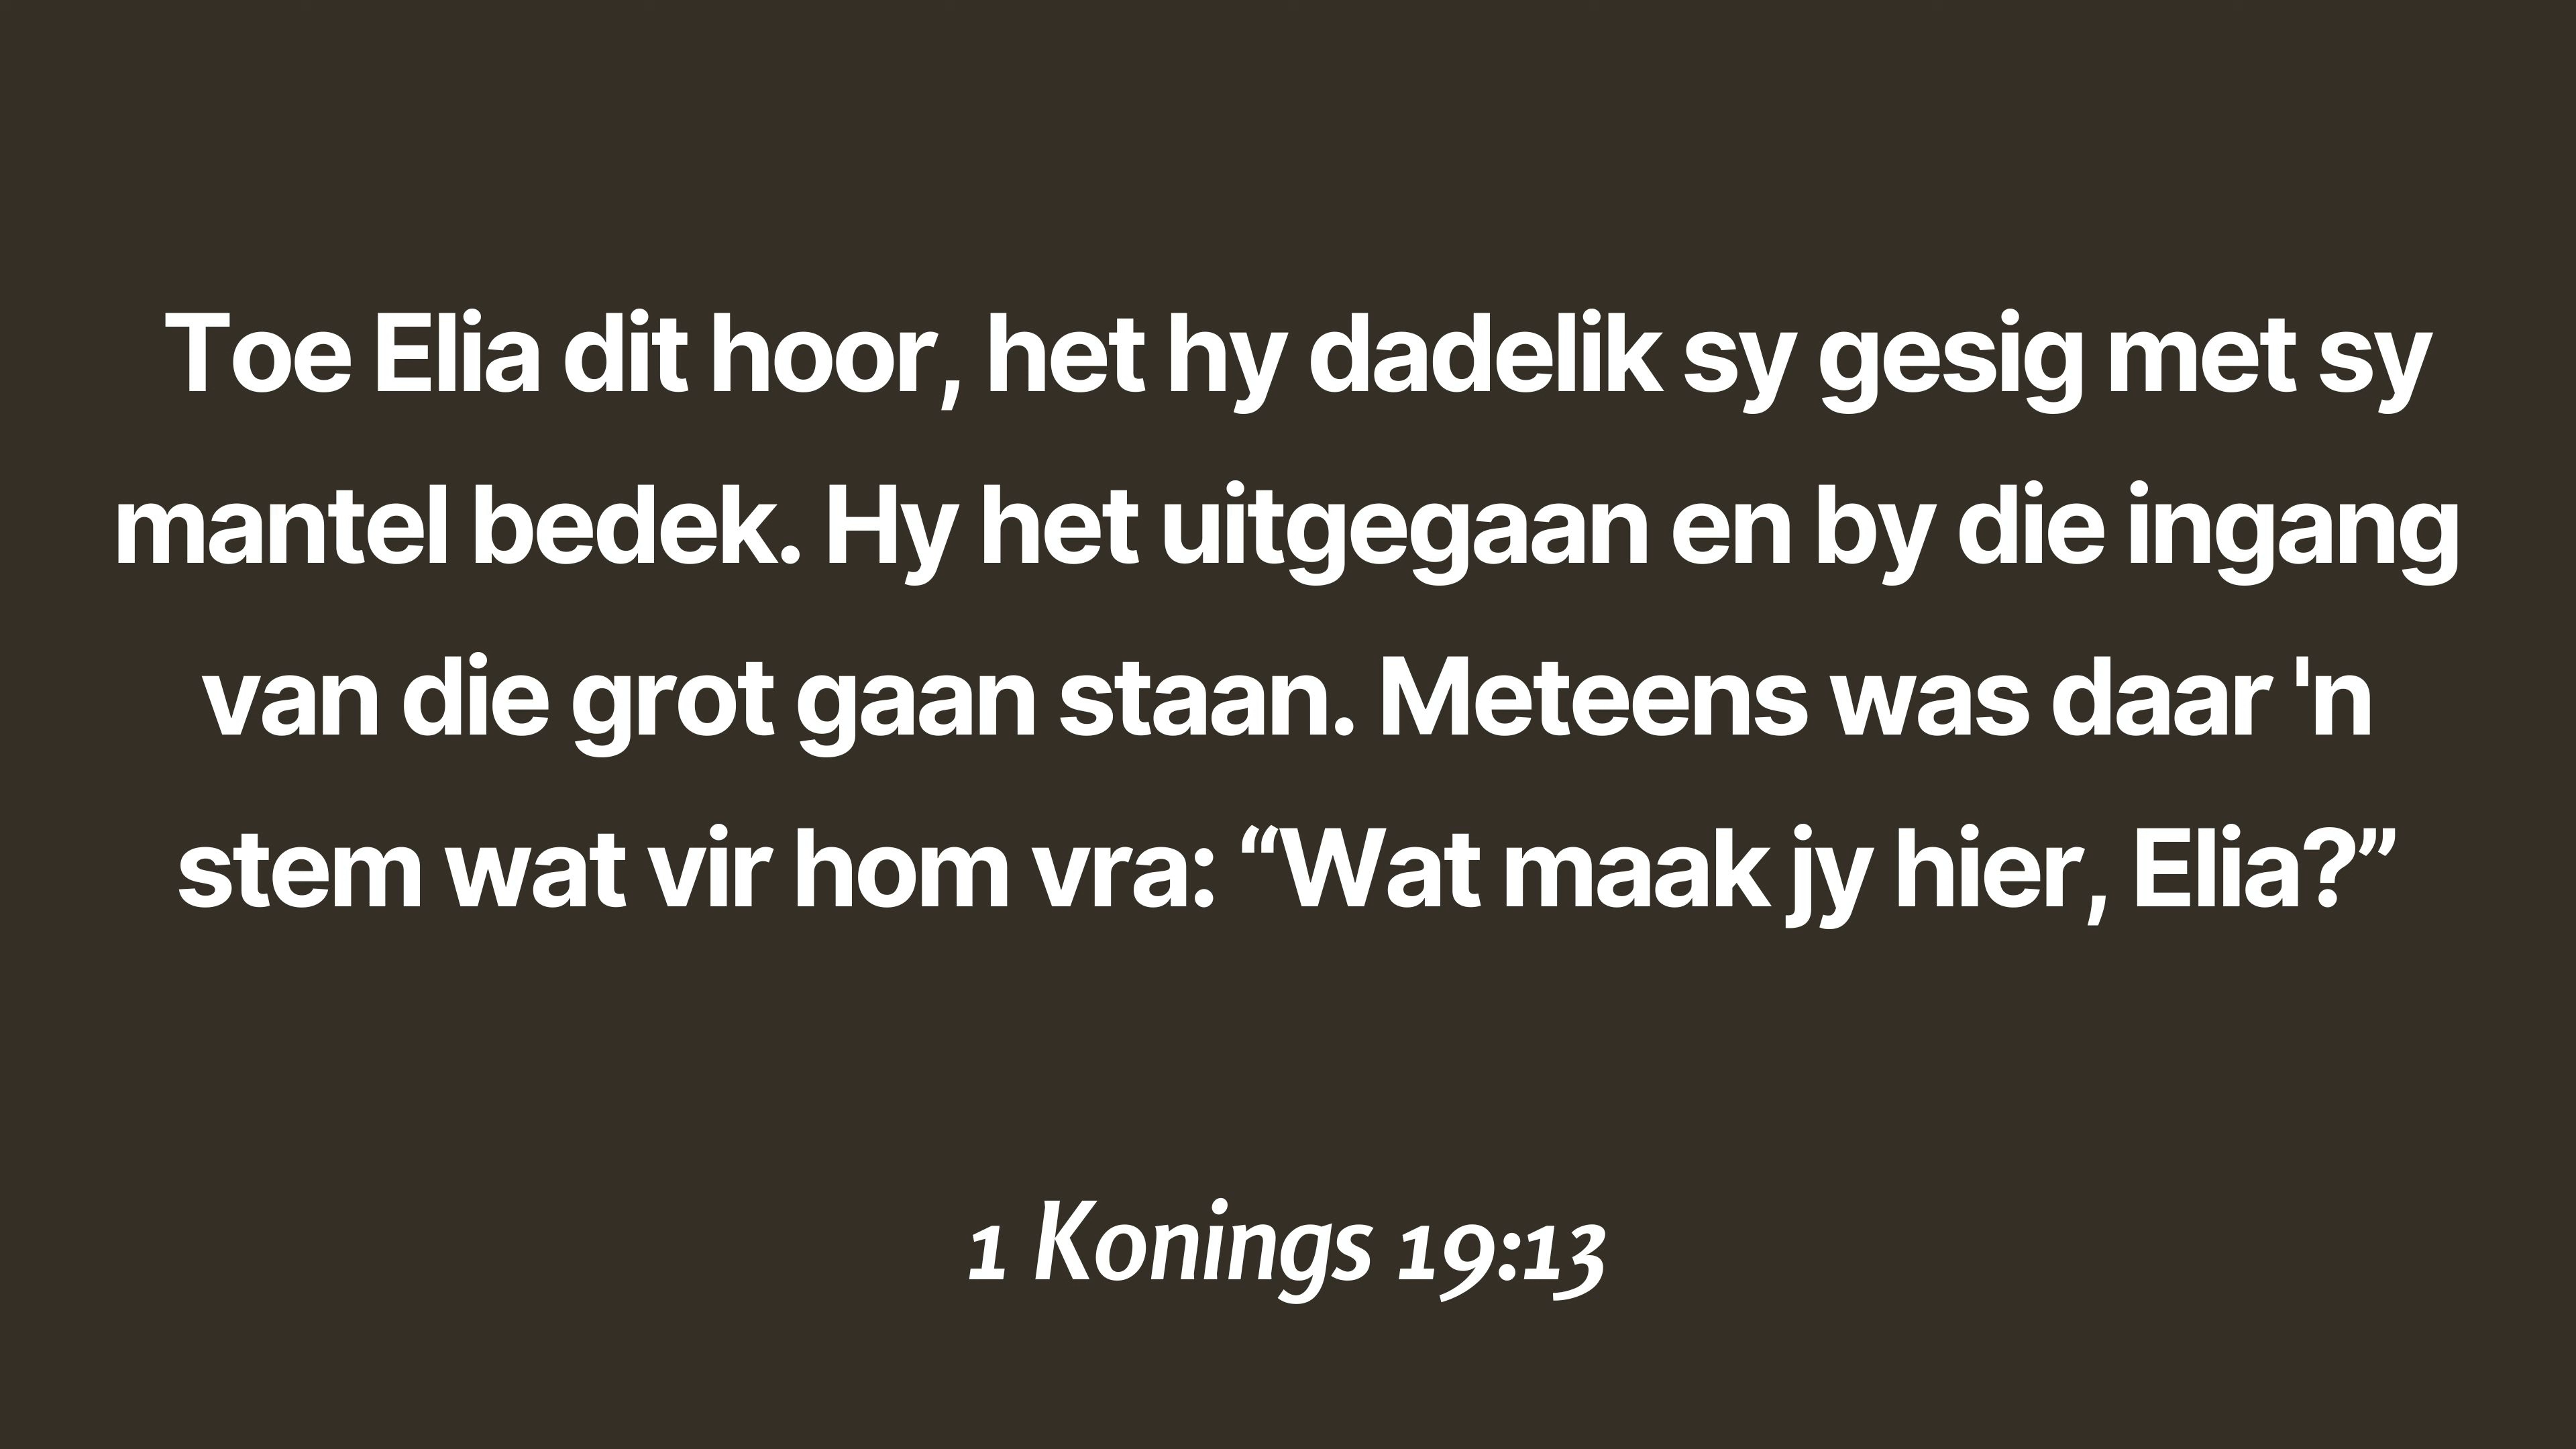 Toe Elia dit hoor, het hy dadelik sy gesig met sy
mantel bedek. Hy het uitgegaan en by die ingang
van die grot gaan staan. Meteens was daar 'n
stem wat vir hom vra: “Wat maak jy hier, Elia?”
1 Konings 19:13